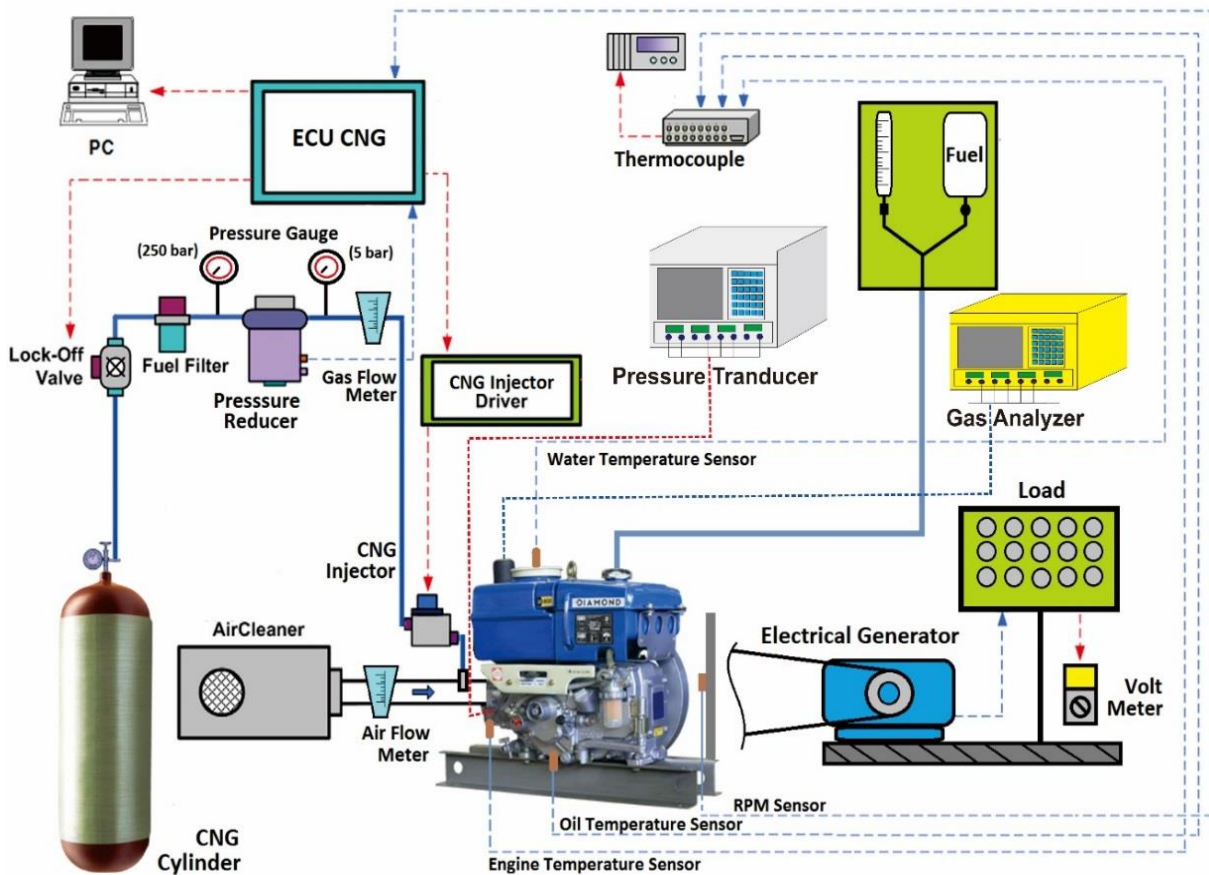 PC
ECU CNG
Thermocouple
Fuel
Pressure Gauge
(250 bar)
(5 bar)
Lock-Off
Valve
Fuel Filter
Presssure
Reducer
Gas Flow
Meter
CNG Injector
Driver
Pressure Tranducer
Gas Analyzer
Water Temperature Sensor
Load
CNG
Injector
DIAMOND
AirCleaner
Air Flow
Meter
Electrical Generator
Volt
Meter
RPM Sensor
Oil Temperature Sensor
Engine Temperature Sensor
CNG
Cylinder